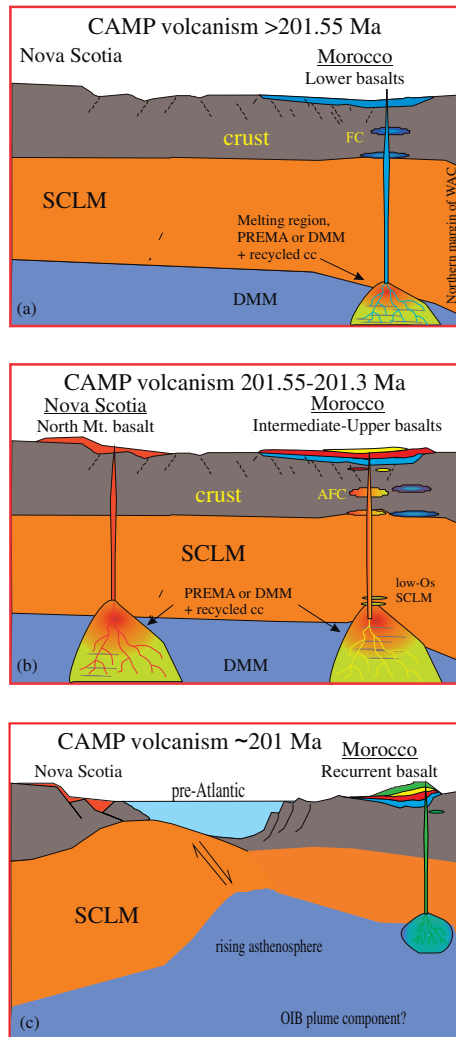 CAMP volcanism >201.55 Ma
Nova Scotia
Morocco
Lower basalts
FC
crust
SCLM
Melting region,
PREMA or DMM
+ recycled cc
Northern margin of WAC
DMM
(a)
CAMP volcanism 201.55-201.3 Ma
Nova Scotia
North Mt. basalt
Morocco
Intermediate-Upper basalts
crust
AFC
SCLM
PREMA or DMM
+ recycled cc
low-Os
SCLM
DMM
(b)
CAMP volcanism ~201 Ma
Nova Scotia
pre-Atlantic
Morocco
Recurrent basalt
SCLM
rising asthenosphere
OIB plume component?
(c)